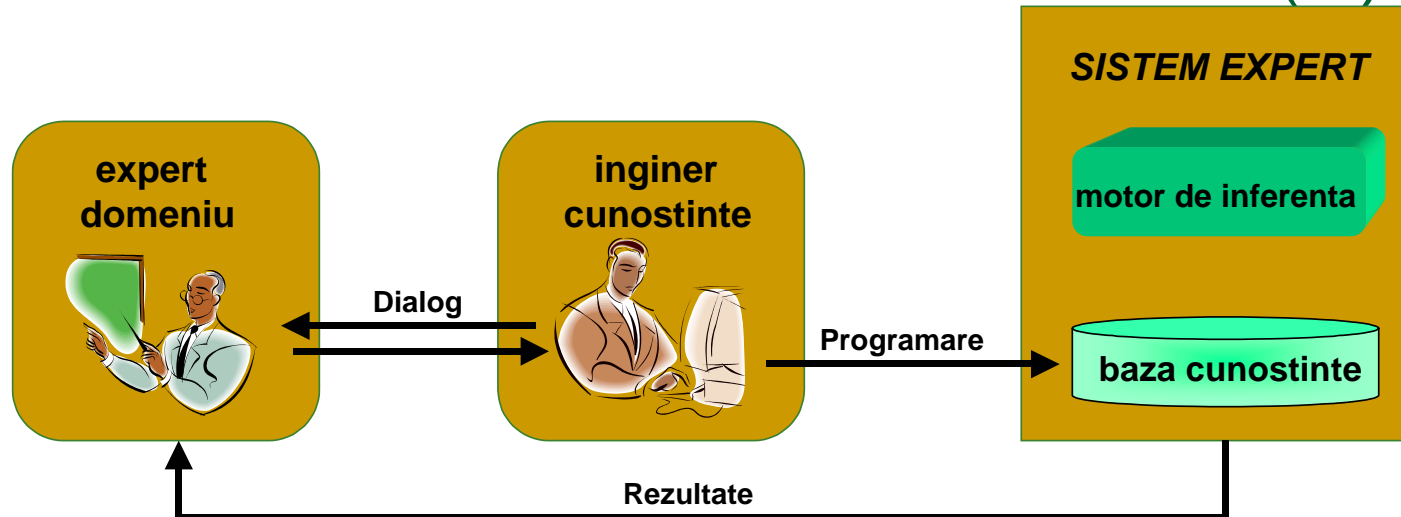 SISTEM EXPERT
expert
domeniu
inginer
cunostinte
motor de inferenta
Dialog
Programare
baza cunostinte
Rezultate